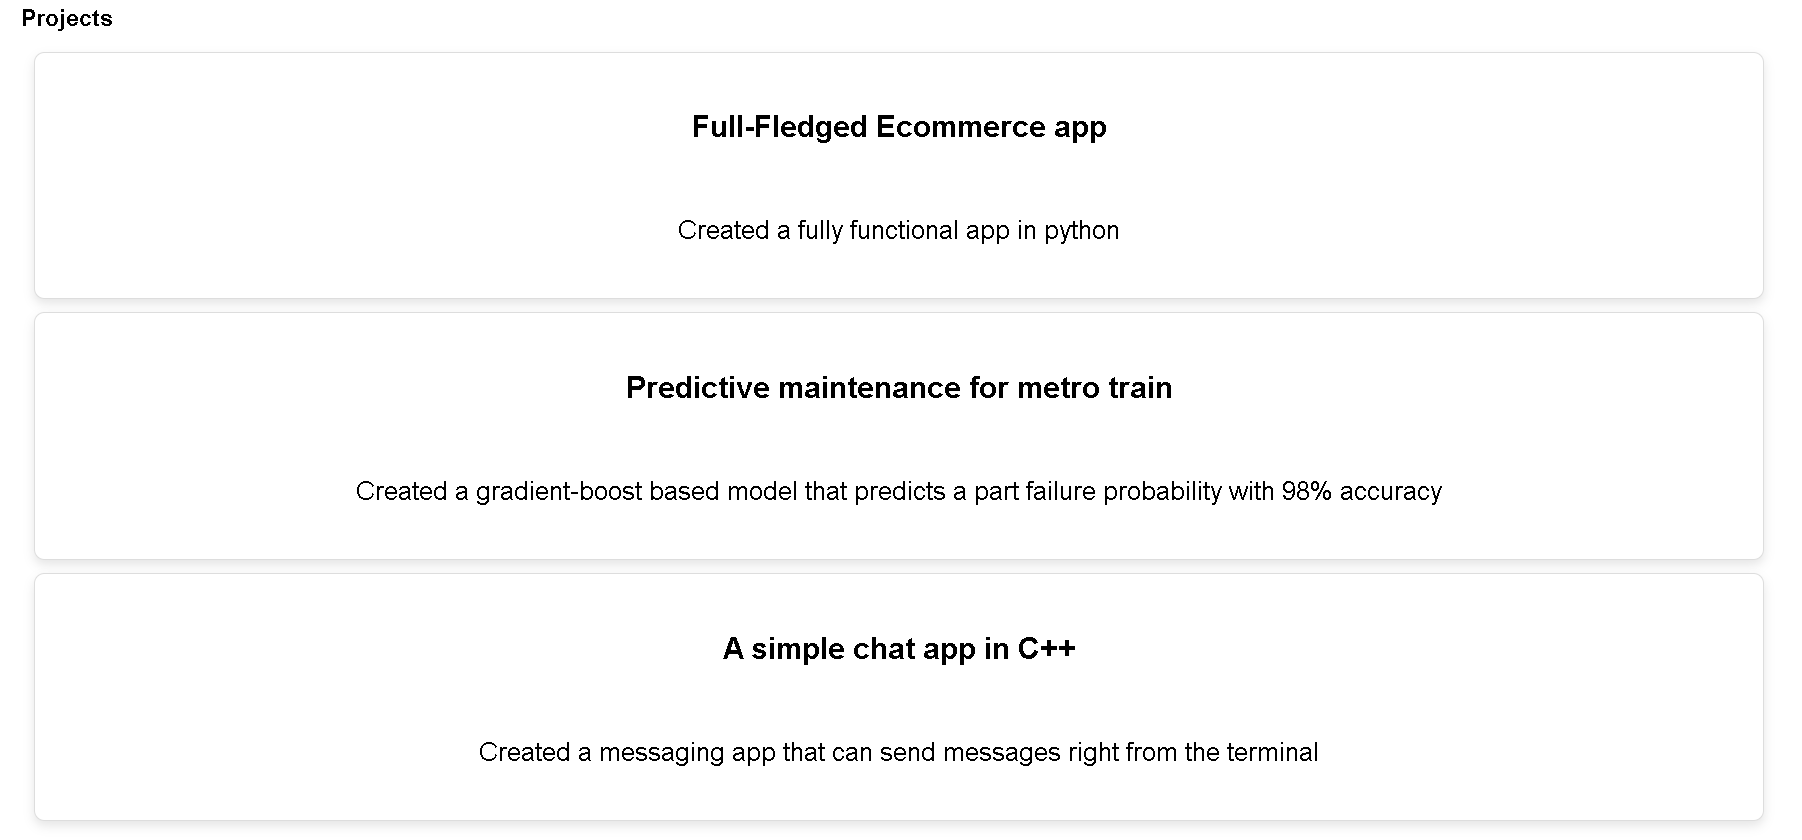 Projects
Full-Fledged Ecommerce app
Created a fully functional app in python
Predictive maintenance for metro train
Created a gradient-boost based model that predicts a part failure probability with 98% accuracy
A simple chat app in C++
Created a messaging app that can send messages right from the terminal